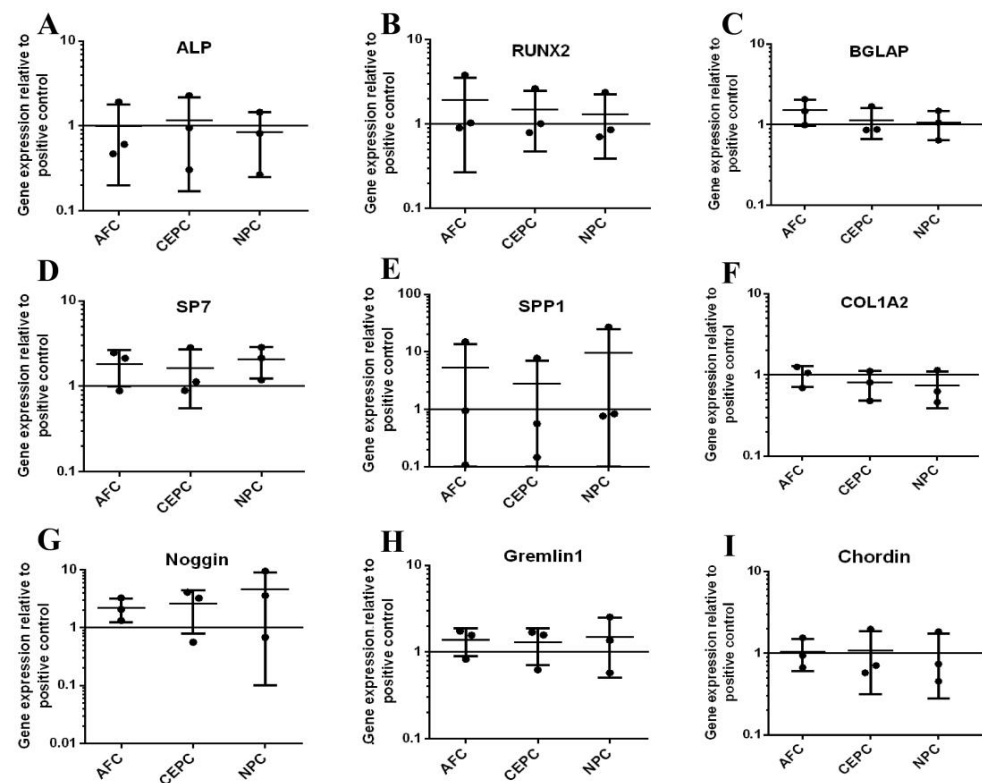 A
ALP
Gene expression relative to
positive control
10
1
0.1
AFC
CEPC
NPC
B
RUNX2
Gene expression relative to
positive control
10
1
0.1
AFC
CEPC
NPC
C
BGLAP
Gene expression relative to
positive control
10
1
0.1
AFC
CEPC
NPC
D
SP7
Gene expression relative to
positive control
10
1
0.1
AFC
CEPC
NPC
E
SPP1
Gene expression relative to
positive control
100
10
1
0.1
AFC
CEPC
NPC
F
COL1A2
Gene expression relative to
positive control
10
1
0.1
AFC
CEPC
NPC
G
Noggin
Gene expression relative to
positive control
10
1
0.1
0.01
AFC
CEPC
NPC
H
Gremlin1
Gene expression relative to
positive control
10
1
0.1
AFC
CEPC
NPC
I
Chordin
Gene expression relative to
positive control
10
1
0.1
AFC
CEPC
NPC